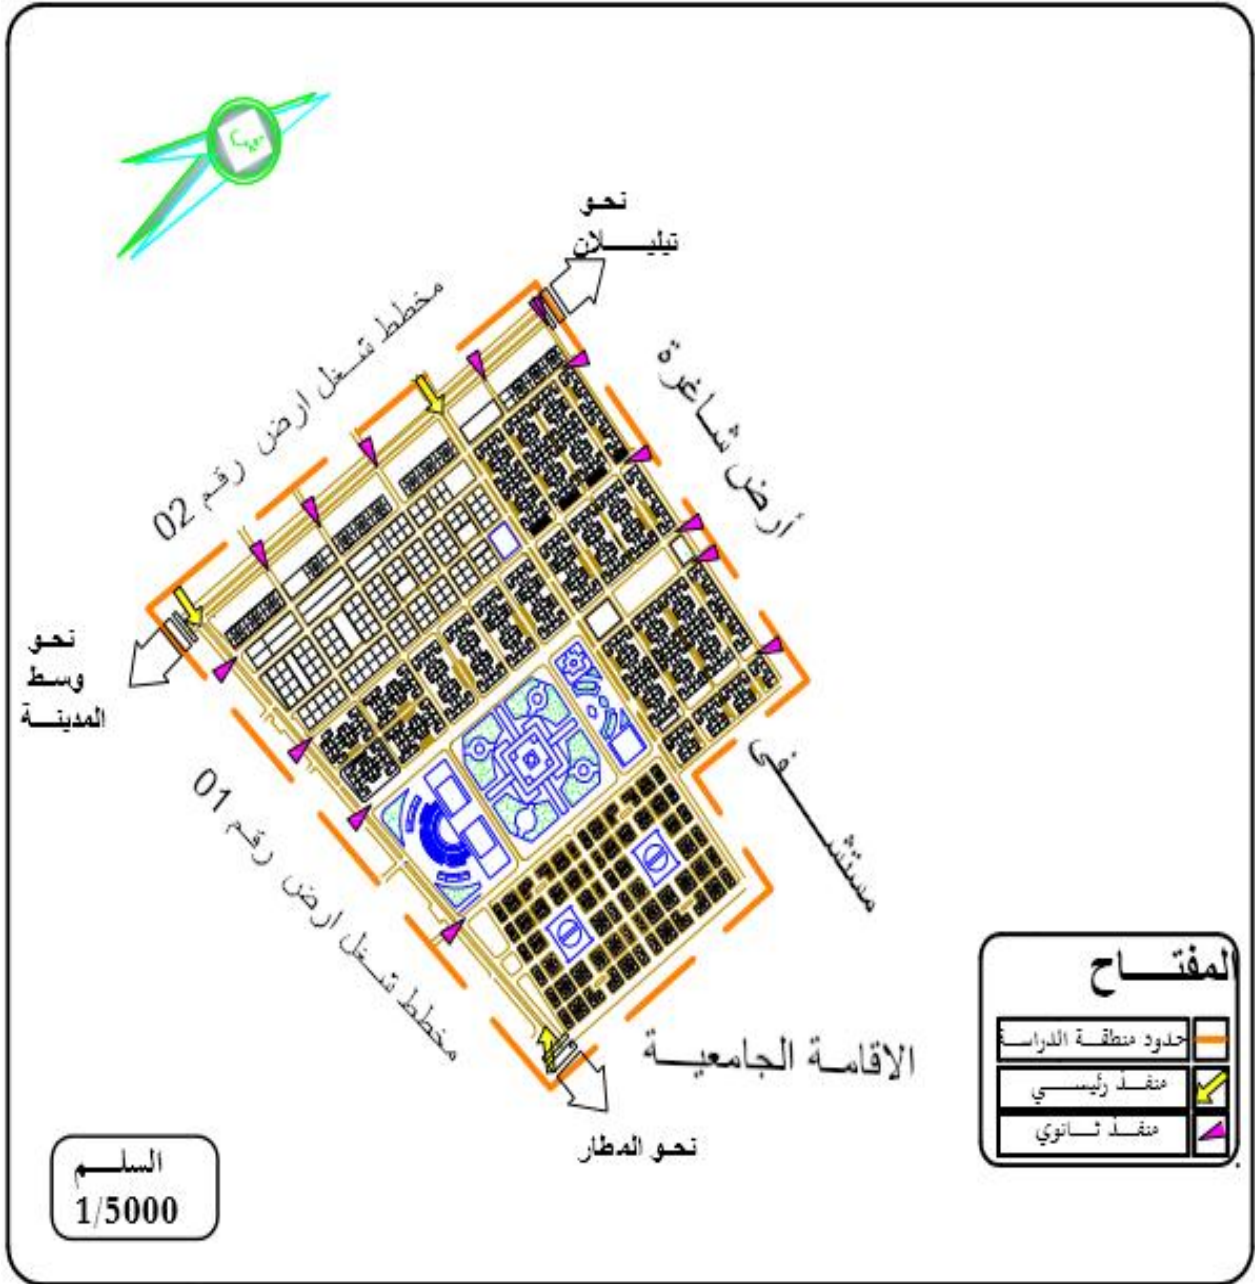 نحو
تيليلان
مخطط شغل ارض رقم 02
أرض شاغرة
نحو
وسط
المدينة
مخطط شغل ارض رقم 01
مستشفى
الاقامة الجامعية
نحو المطار
المفتاح
حدود منطقة الدراسة
منفذ رئيسي
منفذ ثانوي
السلم
1/5000